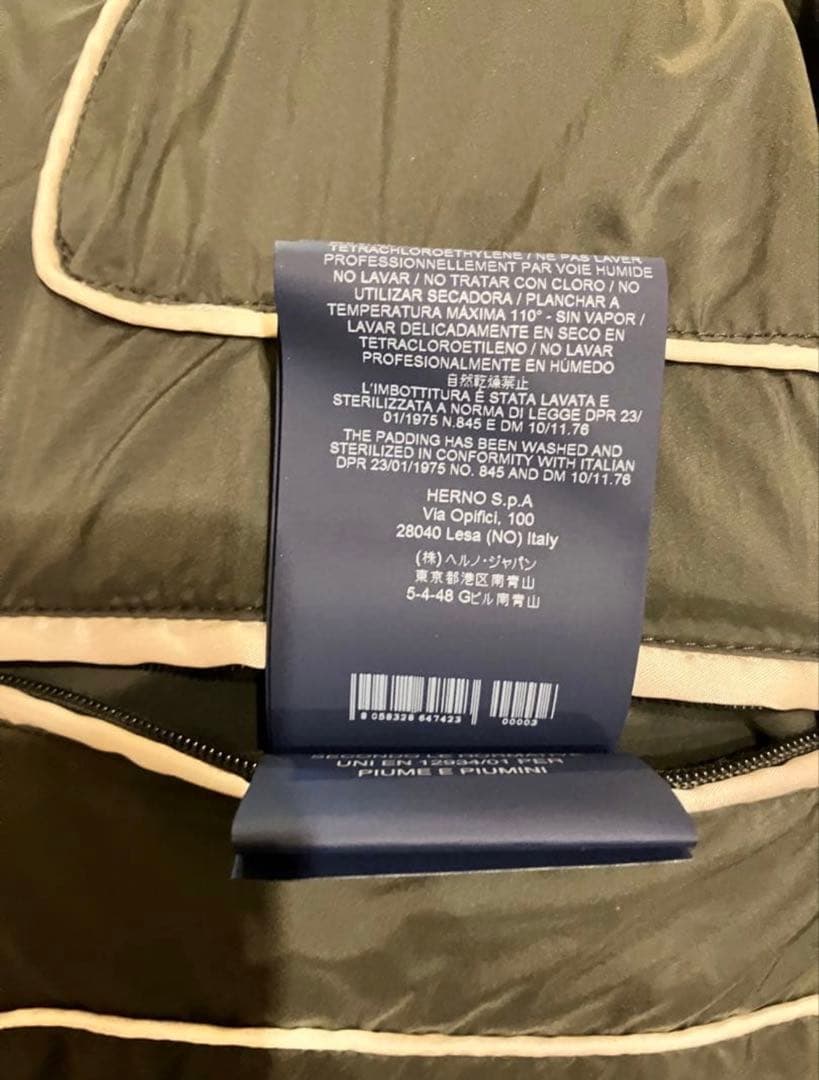 TETRACHLOROETHYLENE / NE PAS LAVER
PROFESSIONNELLEMENT PAR VOIE HUMIDE
NO LAVAR / NO TRATAR CON CLORO / NO
UTILIZAR SECADORA / PLANCHAR A
TEMPERATURA MÁXIMA 110° - SIN VAPOR /
LAVAR DELICADAMENTE EN SECO EN
TETRACLOROETILENO / NO LAVAR
PROFESIONALMENTE EN HÚMEDO
自然乾燥禁止
L'IMBOTTITURA É STATA LAVATA E
STERILIZZATA A NORMA DI LEGGE DPR 23/
01/1975 N.845 E DM 10/11.76
THE PADDING HAS BEEN WASHED AND
STERILIZED IN CONFORMITY WITH ITALIAN
DPR 23/01/1975 NO. 845 AND DM 10/11.76
HERNO S.p.A
Via Opifici, 100
28040 Lesa (NO) Italy
(株)ヘルノ・ジャパン
東京都港区南青山
5-4-48 Gビル南青山
8 058328 647423
00003
SECONDO LE NORMATIVE
UNI EN 12934/01 PER
PIUME E PIUMINI